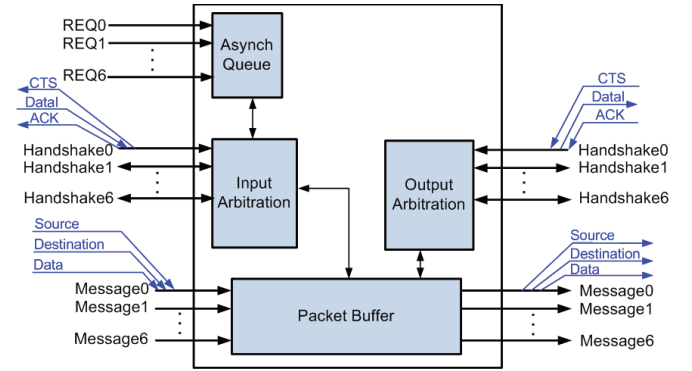 REQ0
REQ1
REQ6
Asynch
Queue
CTS
DataI
ACK
Handshake0
Handshake1
Handshake6
Input
Arbitration
Output
Arbitration
CTS
DataI
ACK
Handshake0
Handshake1
Handshake6
Source
Destination
Data
Message0
Message1
Message6
Packet Buffer
Source
Destination
Data
Message0
Message1
Message6